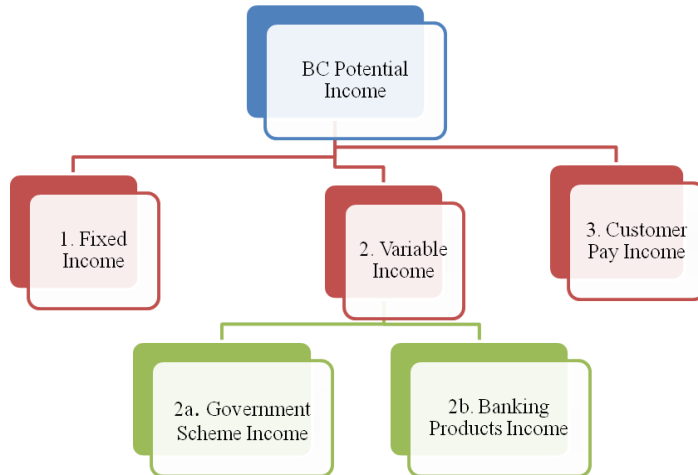 BC Potential
Income
1. Fixed
Income
2. Variable
Income
3. Customer
Pay Income
2a. Government
Scheme Income
2b. Banking
Products Income